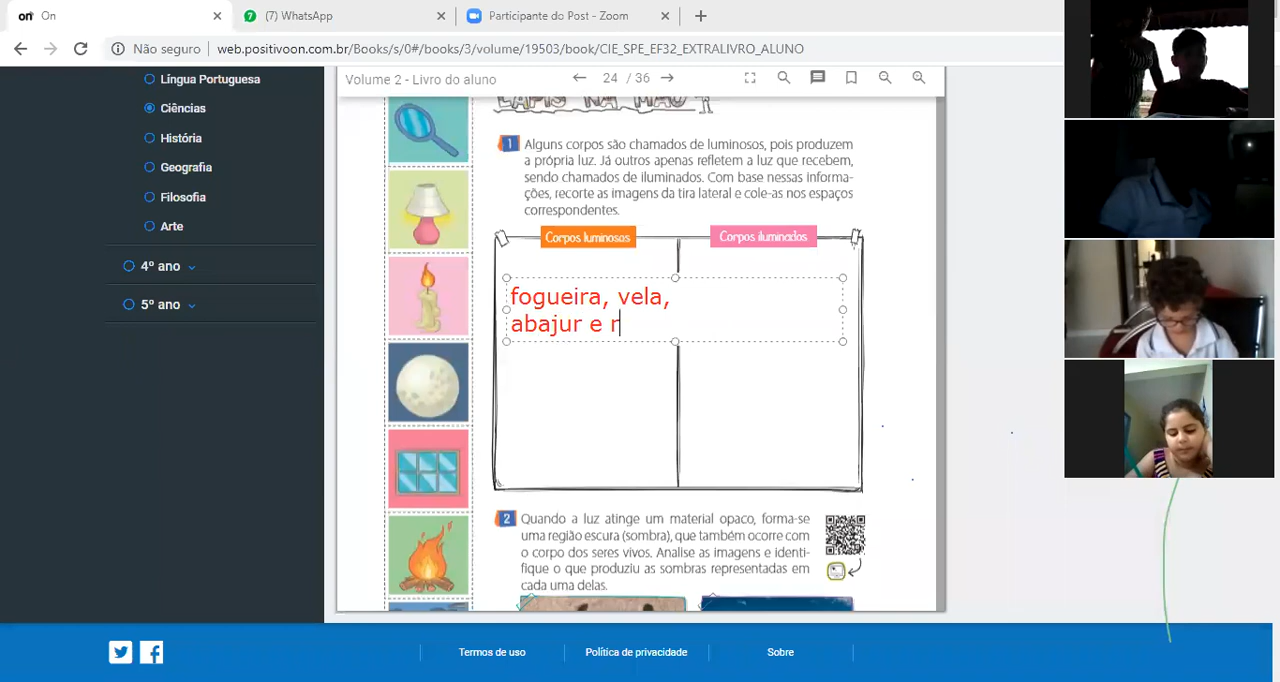 on On
7 (7) WhatsApp
Participante do Post - Zoom
Não seguro | web.positivoon.com.br/Books/s/0#/books/3/volume/19503/book/CIE_SPE_EF32_EXTRALIVRO_ALUNO
Língua Portuguesa
Ciências
História
Geografia
Filosofia
Arte
4º ano
5º ano
Volume 2 - Livro do aluno
24 / 36
LÁPIS NA MÃO
1 Alguns corpos são chamados de luminosos, pois produzem
a própria luz. Já outros apenas refletem a luz que recebem,
sendo chamados de iluminados. Com base nessas informa-
ções, recorte as imagens da tira lateral e cole-as nos espaços
correspondentes.
Corpos luminosos
Corpos iluminados
fogueira, vela,
abajur e r
2 Quando a luz atinge um material opaco, forma-se
uma região escura (sombra), que também ocorre com
o corpo dos seres vivos. Analise as imagens e identi-
fique o que produziu as sombras representadas em
cada uma delas.
Termos de uso
Política de privacidade
Sobre